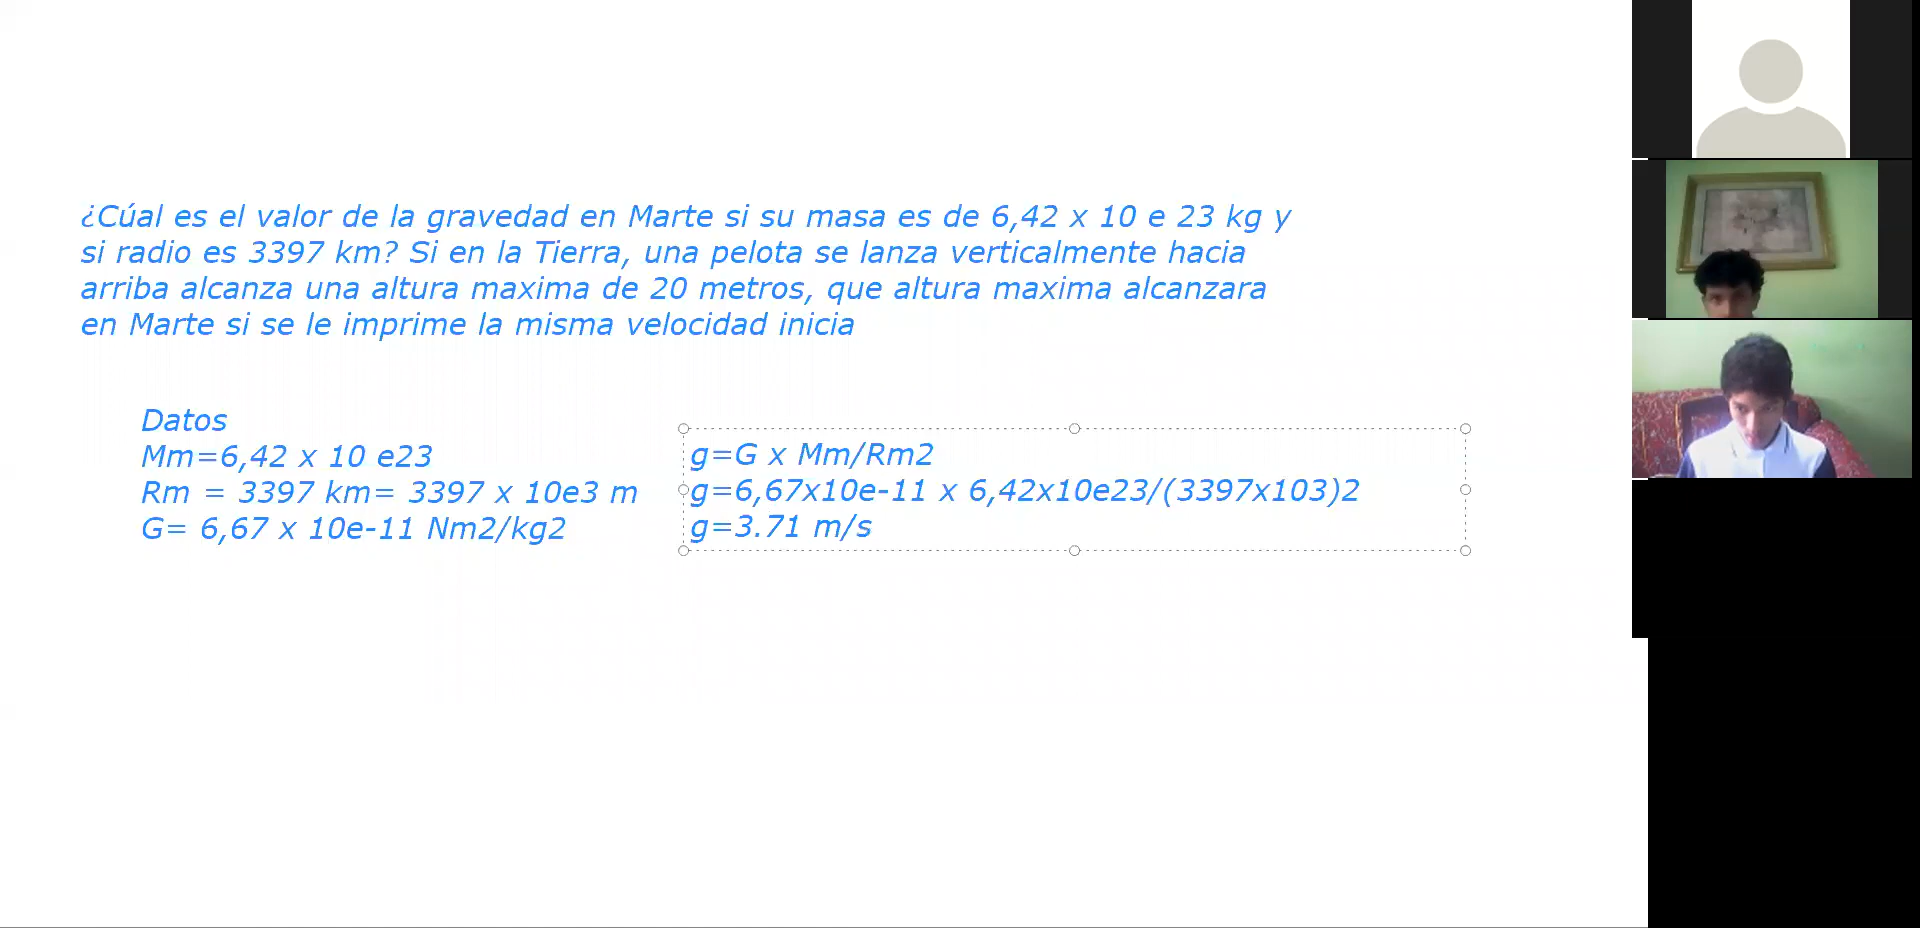 ¿Cúal es el valor de la gravedad en Marte si su masa es de 6,42 x 10 e 23 kg y
si radio es 3397 km? Si en la Tierra, una pelota se lanza verticalmente hacia
arriba alcanza una altura maxima de 20 metros, que altura maxima alcanzara
en Marte si se le imprime la misma velocidad inicia
Datos
Mm=6,42 x 10 e23
Rm = 3397 km= 3397 x 10e3 m
G= 6,67 x 10e-11 Nm2/kg2
g=G x Mm/Rm2
g=6,67x10e-11 x 6,42x10e23/(3397x103)2
g=3.71 m/s